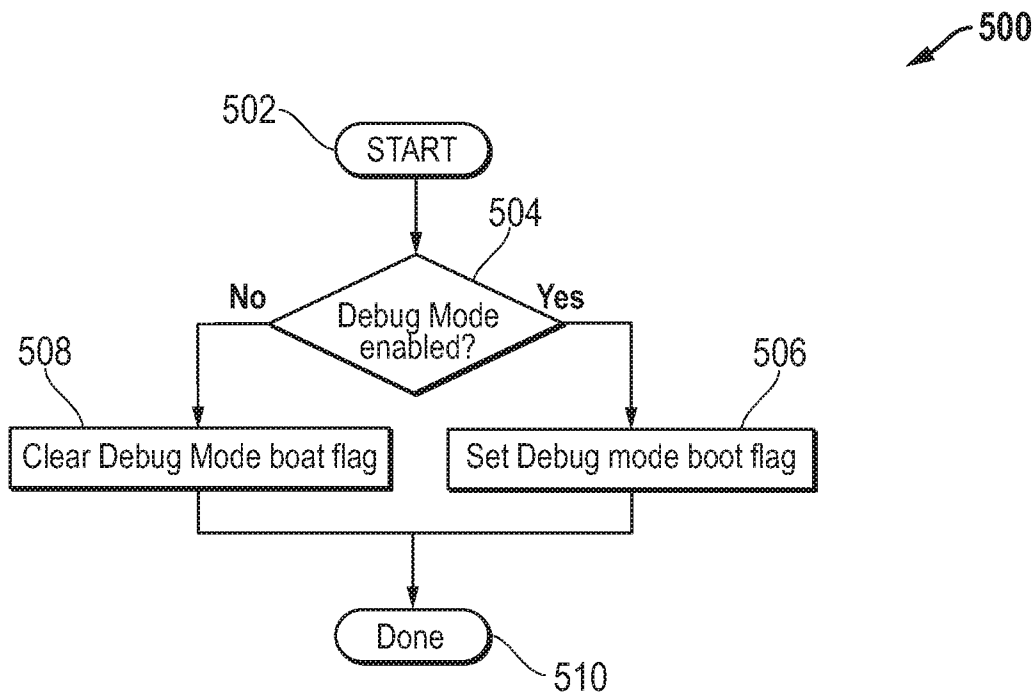 500
502
START
504
No
Yes
Debug Mode
enabled?
508
506
Clear Debug Mode boat flag
Set Debug mode boot flag
Done
510